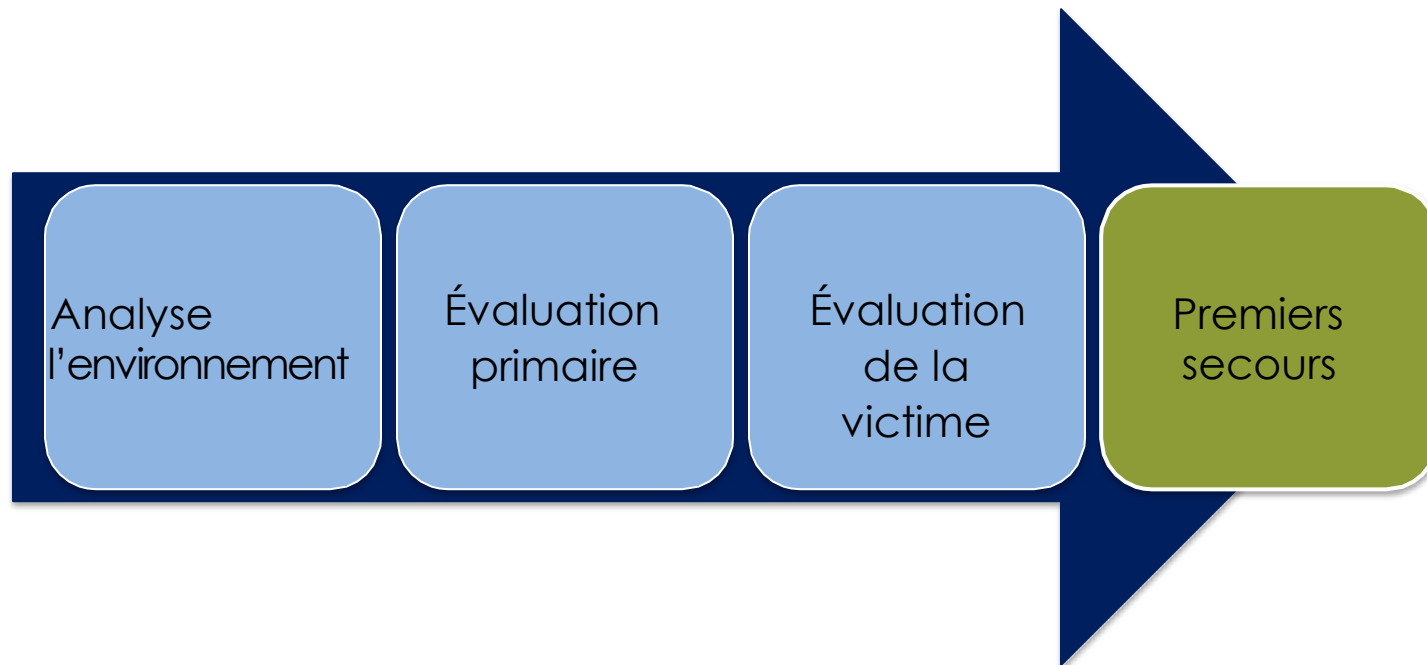 Analyse
l’environnement
Évaluation
primaire
Évaluation
de la
victime
Premiers
secours